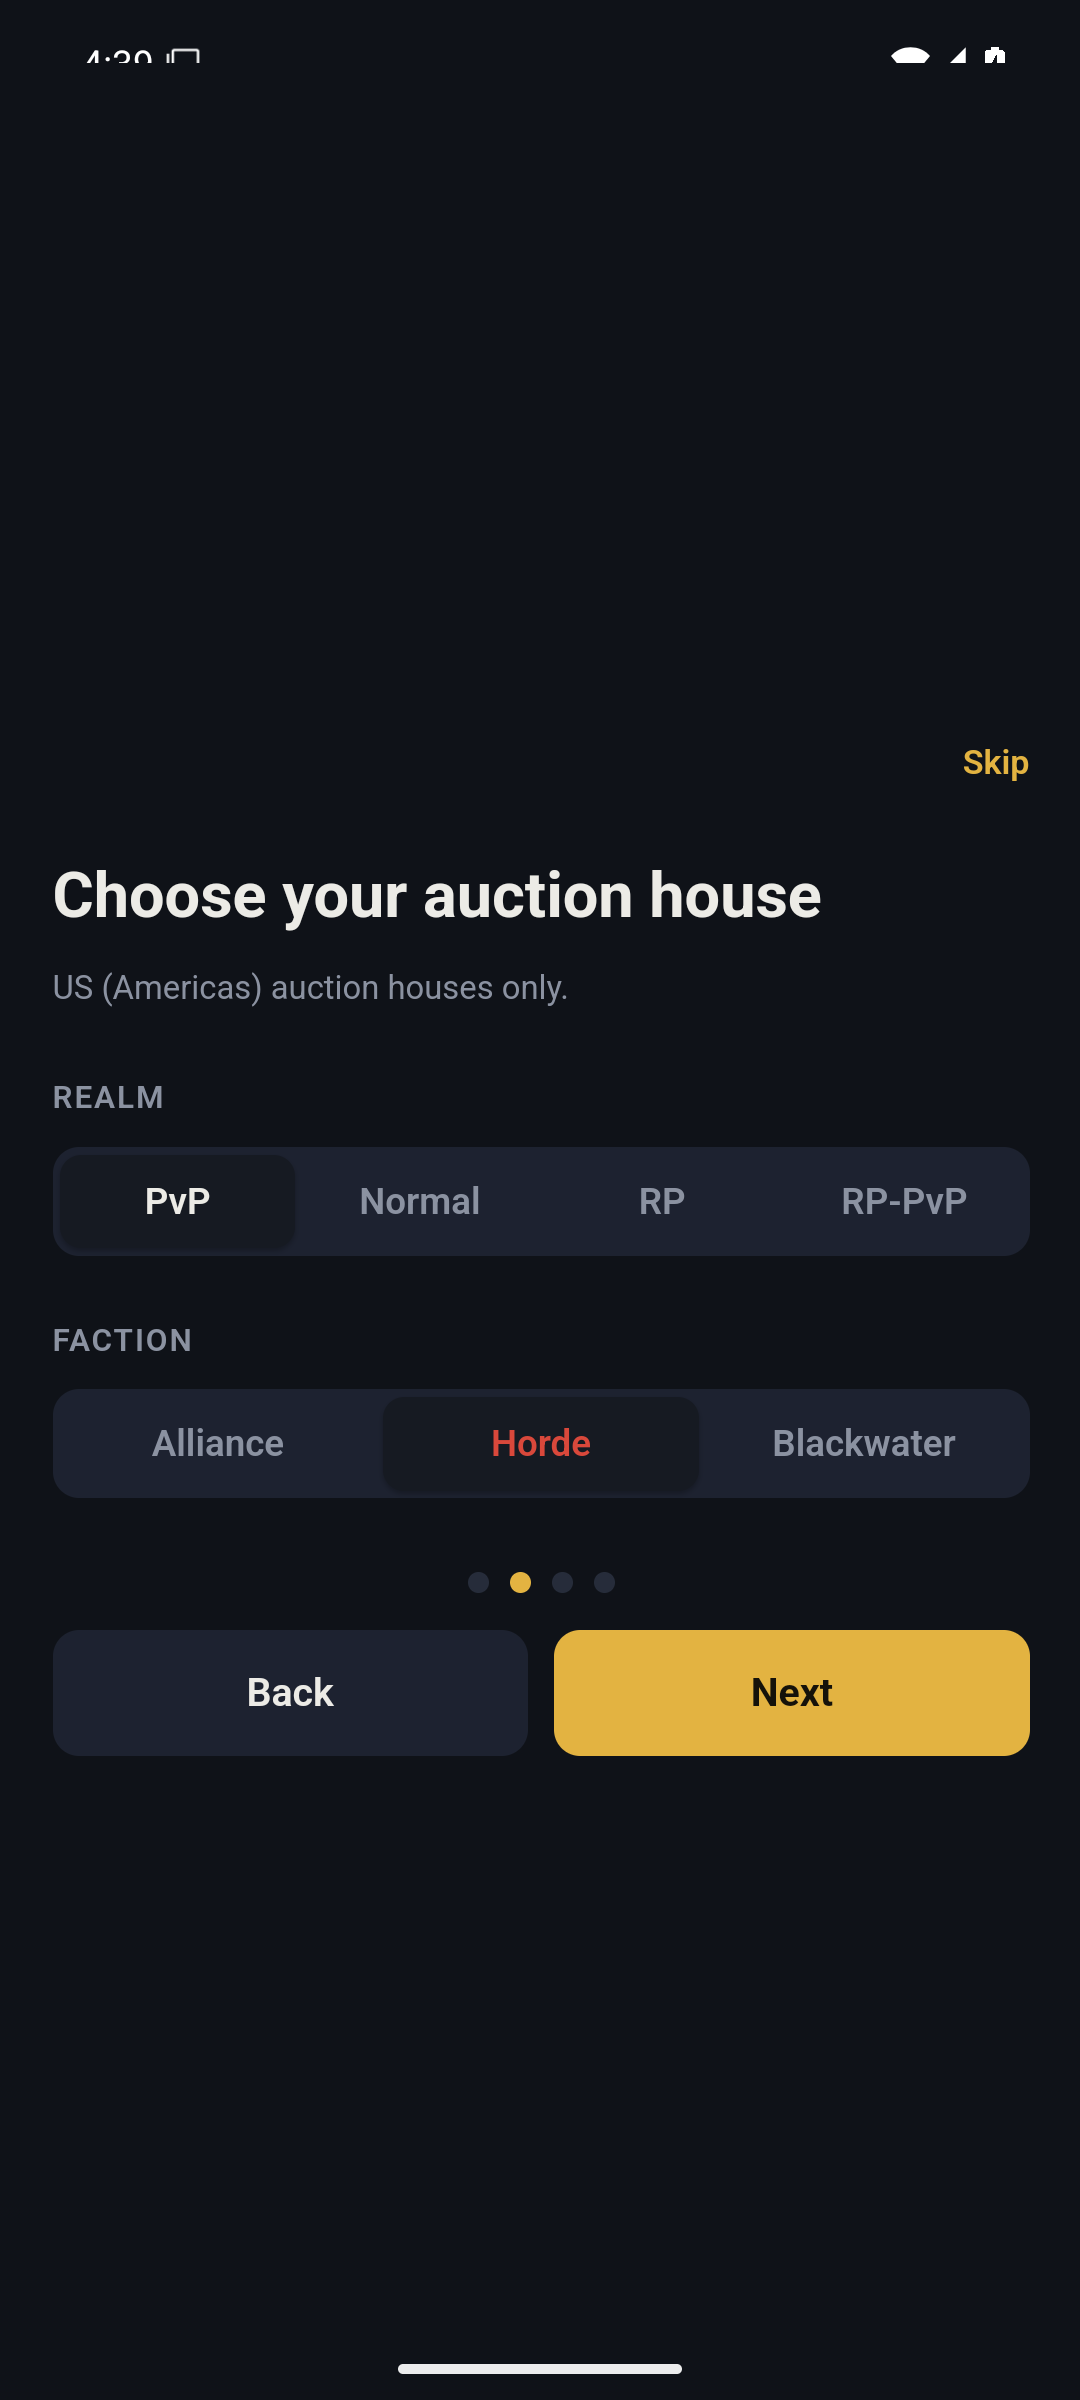 Skip
Choose your auction house
US (Americas) auction houses only.
REALM
PvP Normal RP RP-PvP
FACTION
Alliance Horde Blackwater
Back Next